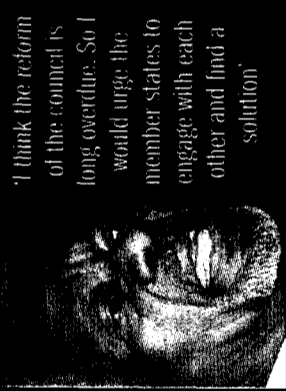 'I think the reform
of the council is
long overdue. So I
would urge the
member states to
engage with each
other and find a
solution'